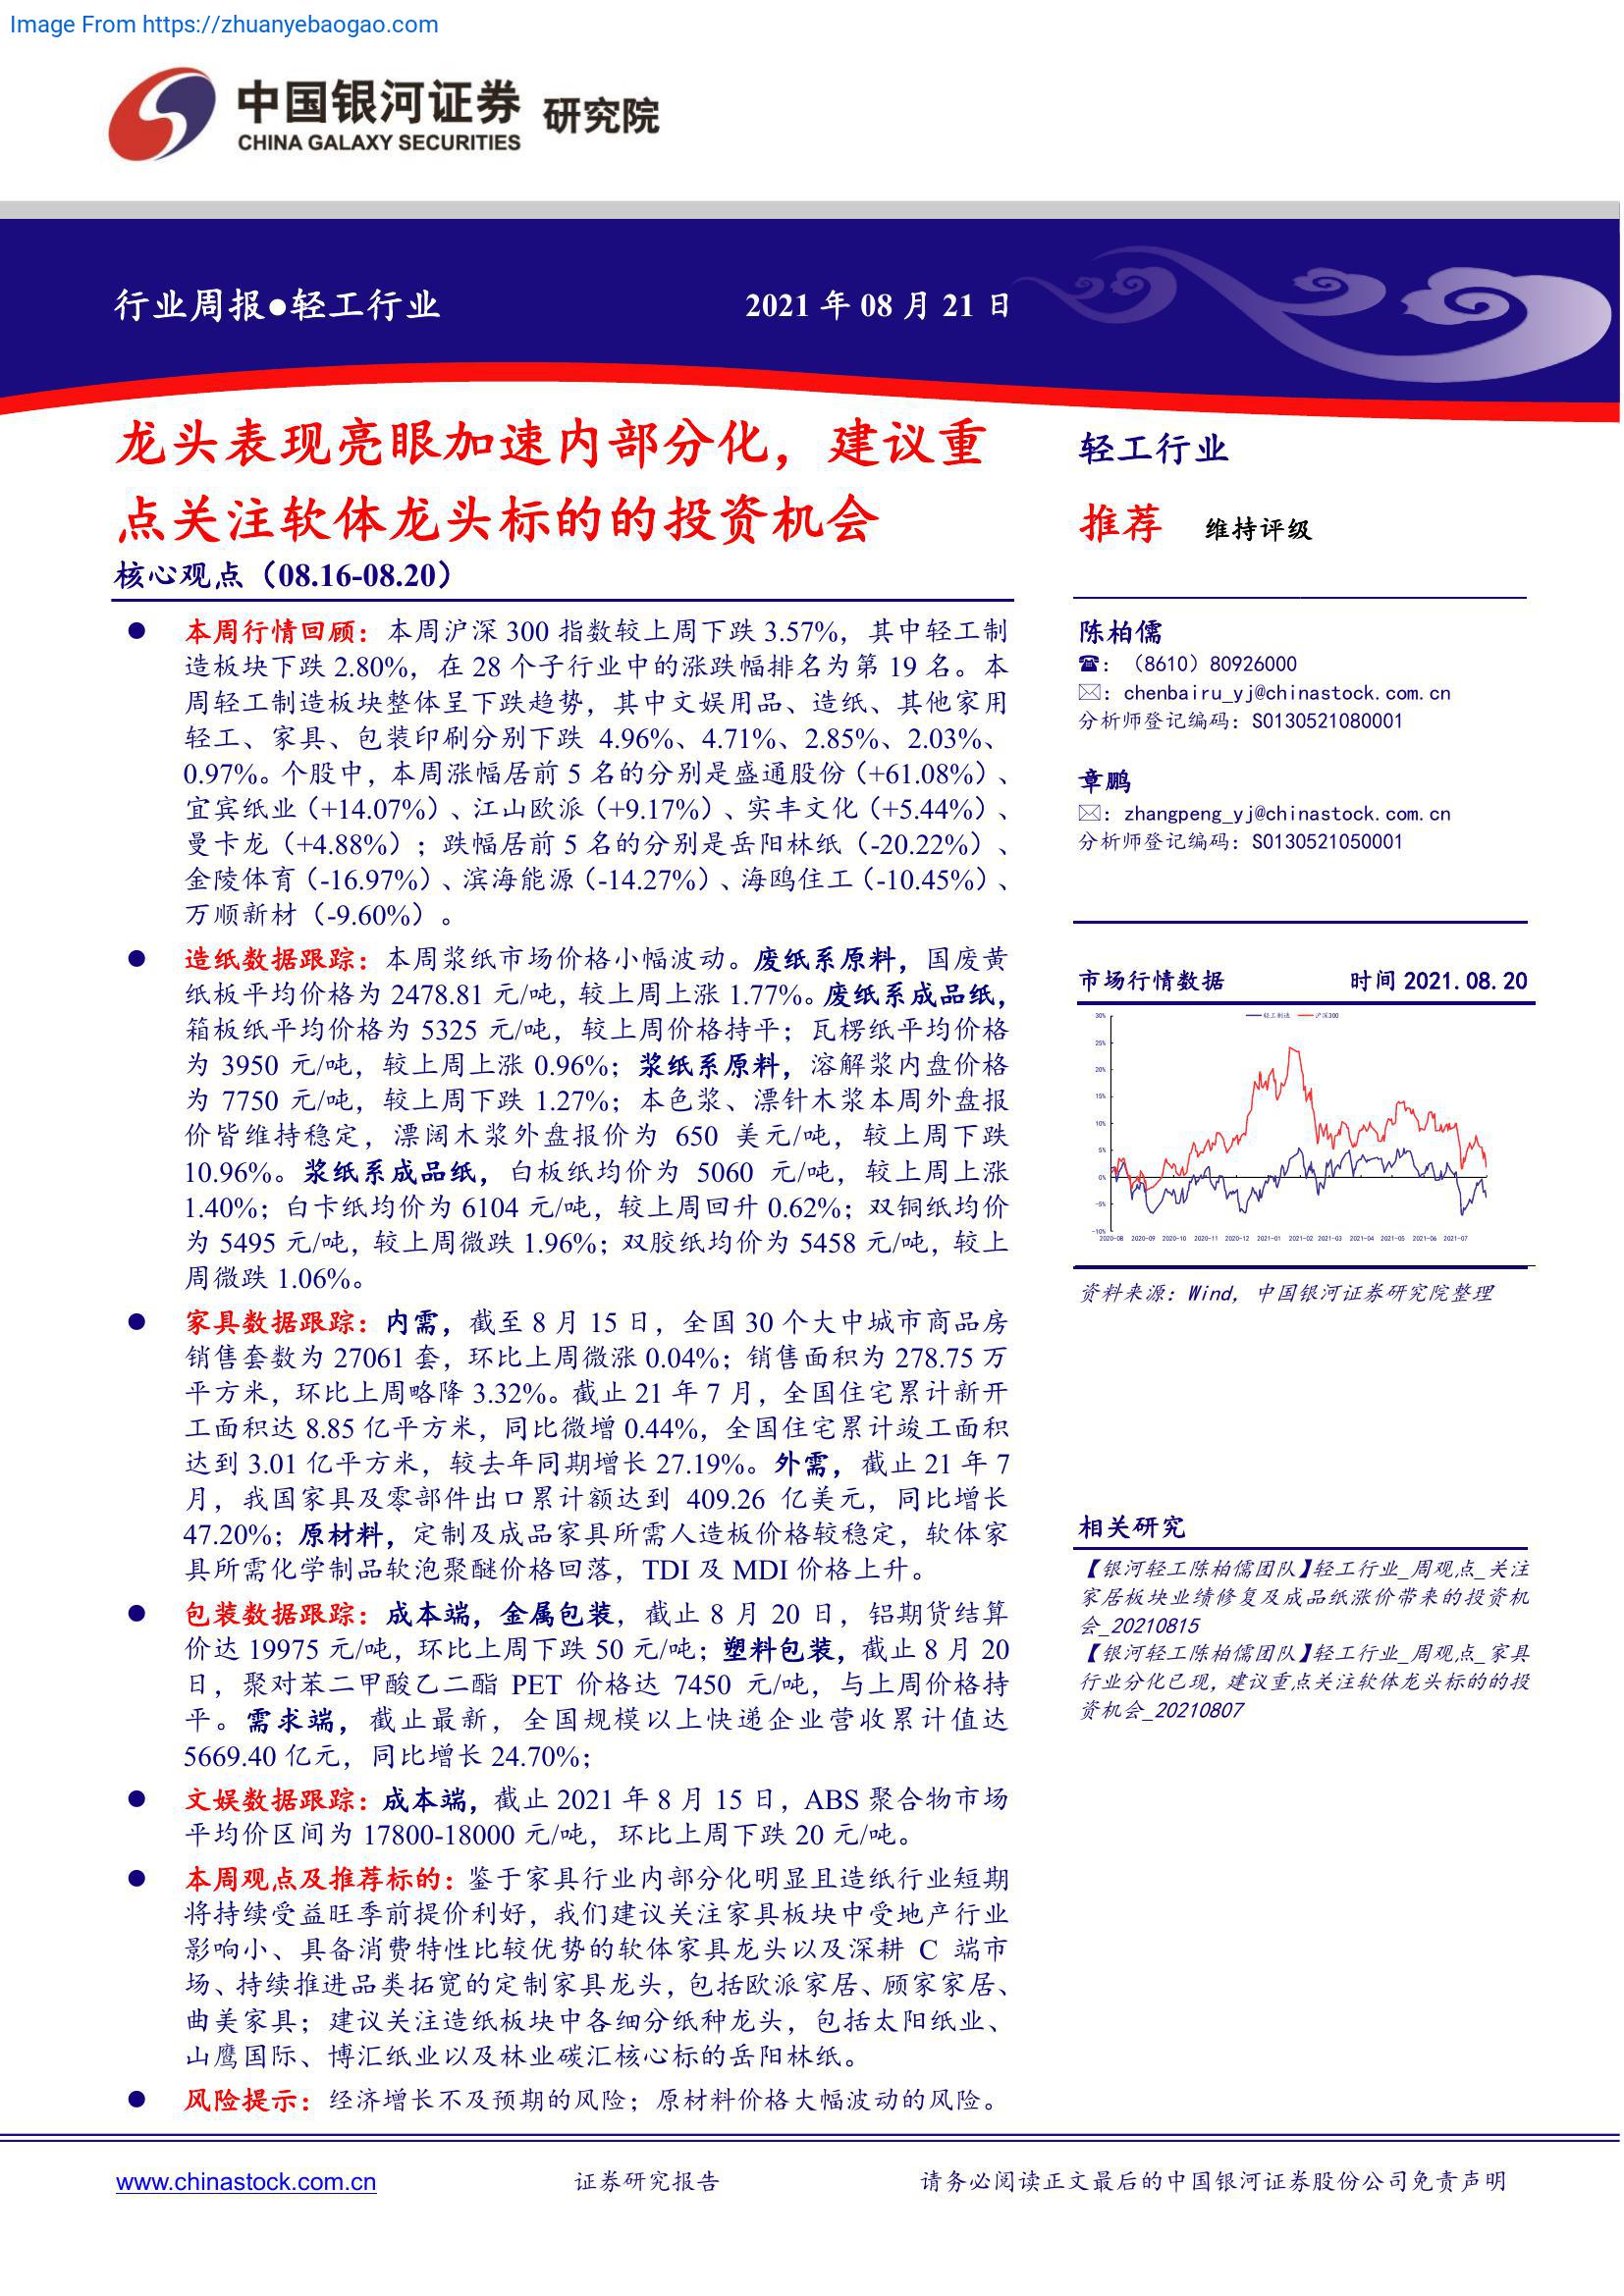 Image From https://zhuanyebaogao.com
中国银河证券 研究院
CHINA GALAXY SECURITIES
行业周报●轻工行业 2021 年 08 月 21 日
龙头表现亮眼加速内部分化，建议重
点关注软体龙头标的的投资机会
核心观点（08.16-08.20）
● 本周行情回顾：本周沪深 300 指数较上周下跌 3.57%，其中轻工制
造板块下跌 2.80%，在 28 个子行业中的涨跌幅排名为第 19 名。本
周轻工制造板块整体呈下跌趋势，其中文娱用品、造纸、其他家用
轻工、家具、包装印刷分别下跌 4.96%、4.71%、2.85%、2.03%、
0.97%。个股中，本周涨幅居前 5 名的分别是盛通股份（+61.08%）、
宜宾纸业（+14.07%）、江山欧派（+9.17%）、实丰文化（+5.44%）、
曼卡龙（+4.88%）；跌幅居前 5 名的分别是岳阳林纸（-20.22%）、
金陵体育（-16.97%）、滨海能源（-14.27%）、海鸥住工（-10.45%）、
万顺新材（-9.60%）。
● 造纸数据跟踪：本周浆纸市场价格小幅波动。废纸系原料，国废黄
纸板平均价格为 2478.81 元/吨，较上周上涨 1.77%。废纸系成品纸，
箱板纸平均价格为 5325 元/吨，较上周价格持平；瓦楞纸平均价格
为 3950 元/吨，较上周上涨 0.96%；浆纸系原料，溶解浆内盘价格
为 7750 元/吨，较上周下跌 1.27%；本色浆、漂针木浆本周外盘报
价皆维持稳定，漂阔木浆外盘报价为 650 美元/吨，较上周下跌
10.96%。浆纸系成品纸，白板纸均价为 5060 元/吨，较上周上涨
1.40%；白卡纸均价为 6104 元/吨，较上周回升 0.62%；双铜纸均价
为 5495 元/吨，较上周微跌 1.96%；双胶纸均价为 5458 元/吨，较上
周微跌 1.06%。
● 家具数据跟踪：内需，截至 8 月 15 日，全国 30 个大中城市商品房
销售套数为 27061 套，环比上周微涨 0.04%；销售面积为 278.75 万
平方米，环比上周略降 3.32%。截止 21 年 7 月，全国住宅累计新开
工面积达 8.85 亿平方米，同比微增 0.44%，全国住宅累计竣工面积
达到 3.01 亿平方米，较去年同期增长 27.19%。外需，截止 21 年 7
月，我国家具及零部件出口累计额达到 409.26 亿美元，同比增长
47.20%；原材料，定制及成品家具所需人造板价格较稳定，软体家
具所需化学制品软泡聚醚价格回落，TDI 及 MDI 价格上升。
● 包装数据跟踪：成本端，金属包装，截止 8 月 20 日，铝期货结算
价达 19975 元/吨，环比上周下跌 50 元/吨；塑料包装，截止 8 月 20
日，聚对苯二甲酸乙二酯 PET 价格达 7450 元/吨，与上周价格持
平。需求端，截止最新，全国规模以上快递企业营收累计值达
5669.40 亿元，同比增长 24.70%；
● 文娱数据跟踪：成本端，截止 2021 年 8 月 15 日，ABS 聚合物市场
平均价区间为 17800-18000 元/吨，环比上周下跌 20 元/吨。
● 本周观点及推荐标的：鉴于家具行业内部分化明显且造纸行业短期
将持续受益旺季前提价利好，我们建议关注家具板块中受地产行业
影响小、具备消费特性比较优势的软体家具龙头以及深耕 C 端市
场、持续推进品类拓宽的定制家具龙头，包括欧派家居、顾家家居、
曲美家具；建议关注造纸板块中各细分纸种龙头，包括太阳纸业、
山鹰国际、博汇纸业以及林业碳汇核心标的岳阳林纸。
● 风险提示：经济增长不及预期的风险；原材料价格大幅波动的风险。
轻工行业
推荐 维持评级
陈柏儒
☎：（8610）80926000
✉：chenbairu_yj@chinastock.com.cn
分析师登记编码：S0130521080001
章鹏
✉：zhangpeng_yj@chinastock.com.cn
分析师登记编码：S0130521050001
市场行情数据 时间 2021.08.20
轻工制造 沪深300
30%
25%
20%
15%
10%
5%
0%
-5%
-10%
2020-08 2020-09 2020-10 2020-11 2020-12 2021-01 2021-02 2021-03 2021-04 2021-05 2021-06 2021-07
资料来源：Wind，中国银河证券研究院整理
相关研究
【银河轻工陈柏儒团队】轻工行业_周观点_关注
家居板块业绩修复及成品纸涨价带来的投资机
会_20210815
【银河轻工陈柏儒团队】轻工行业_周观点_家具
行业分化已现，建议重点关注软体龙头标的的投
资机会_20210807
www.chinastock.com.cn 证券研究报告 请务必阅读正文最后的中国银河证券股份公司免责声明